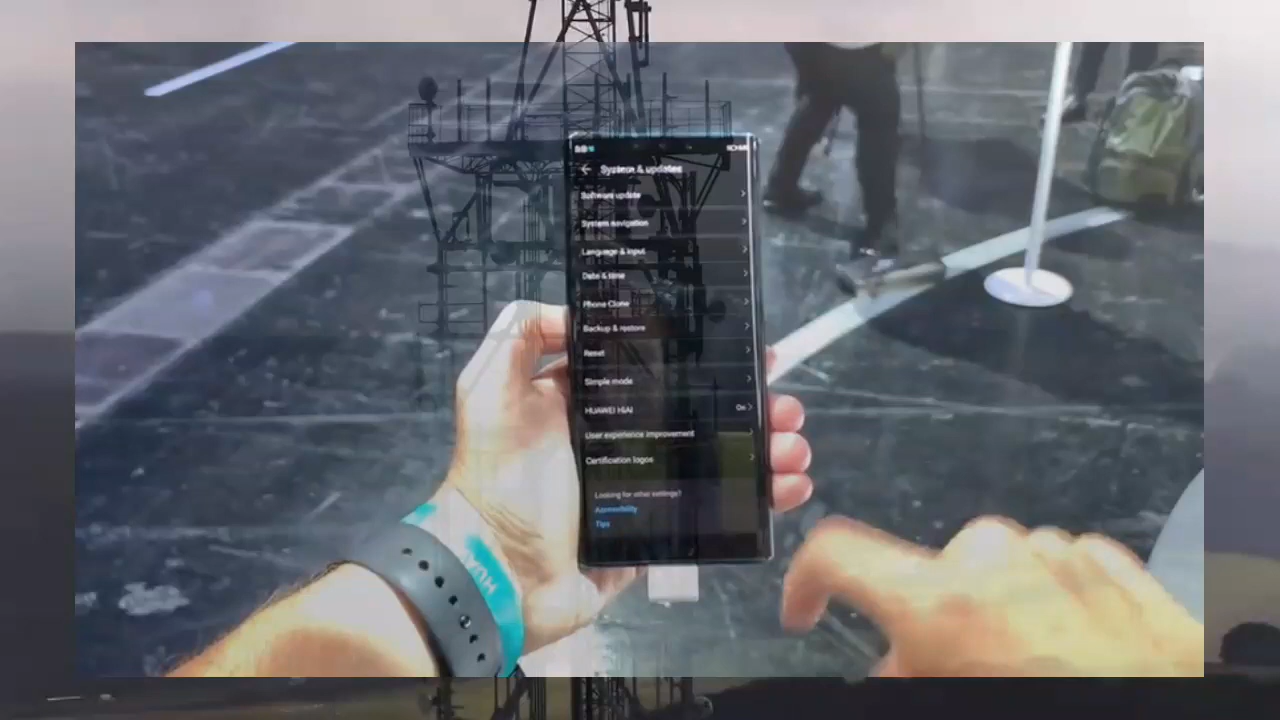 System & updates
Software update
System navigation
Language & input
Date & time
Phone Clone
Backup & restore
Reset
Simple mode
HUAWEI HiAI
On
User experience improvement
Certification logos
Looking for other settings?
Accessibility
Tips
HUAW